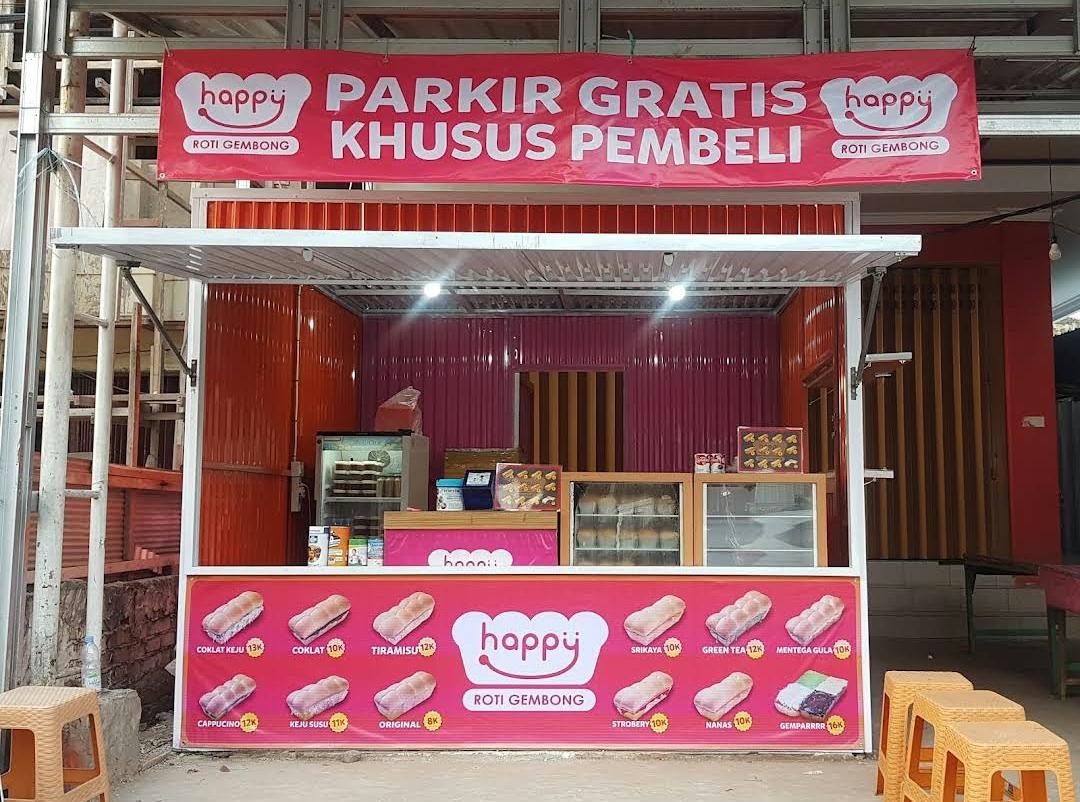 happy
ROTI GEMBONG
PARKIR GRATIS
KHUSUS PEMBELI
happy
ROTI GEMBONG
happy
COKLAT KEJU 13K
COKLAT 10K
TIRAMISU 12K
CAPPUCINO 12K
KEJU SUSU 11K
ORIGINAL 8K
happy
ROTI GEMBONG
SRIKAYA 10K
GREEN TEA 12K
MENTEGA GULA 10K
STROBERY 10K
NANAS 10K
GEMPARRRR 16K